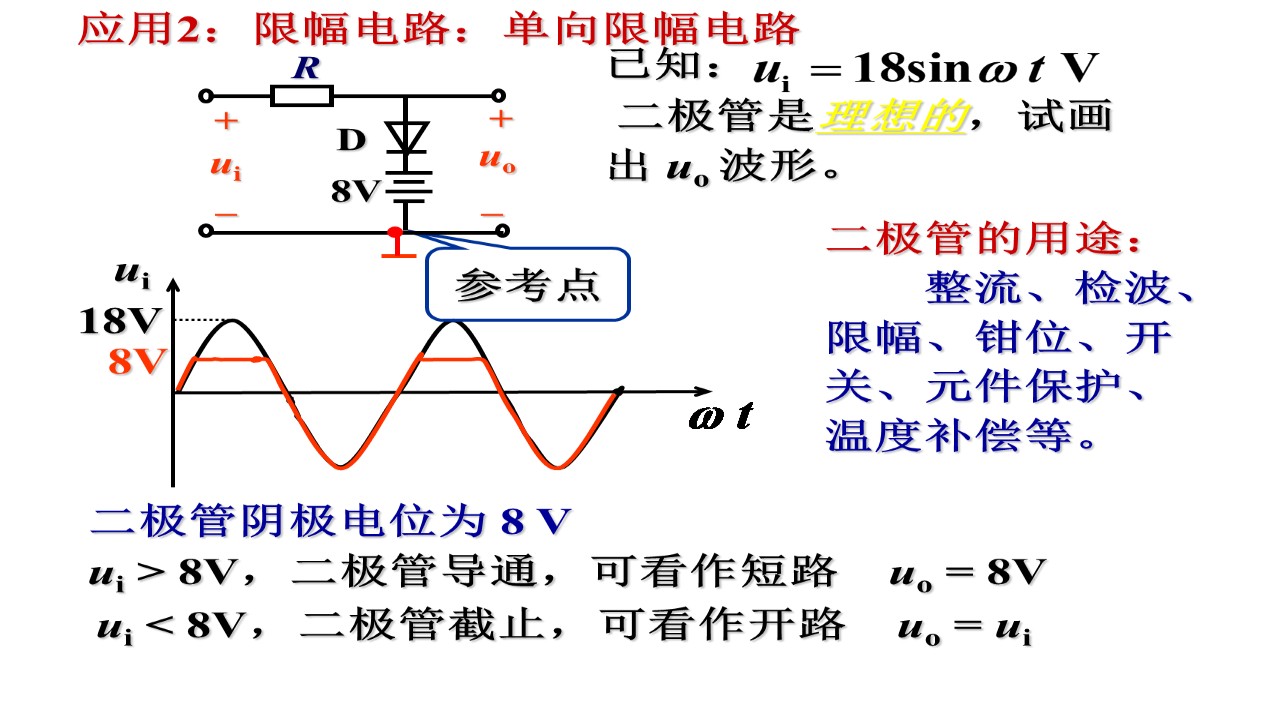 应用2：限幅电路：单向限幅电路
已知：ui = 18sin ω t V
二极管是理想的，试画
出 uo 波形。
R
+ D +
ui 8V uo
– –
参考点
二极管的用途：
整流、检波、
限幅、钳位、开
关、元件保护、
温度补偿等。
ui
18V
8V
ω t
二极管阴极电位为 8 V
ui > 8V，二极管导通，可看作短路 uo = 8V
ui < 8V，二极管截止，可看作开路 uo = ui